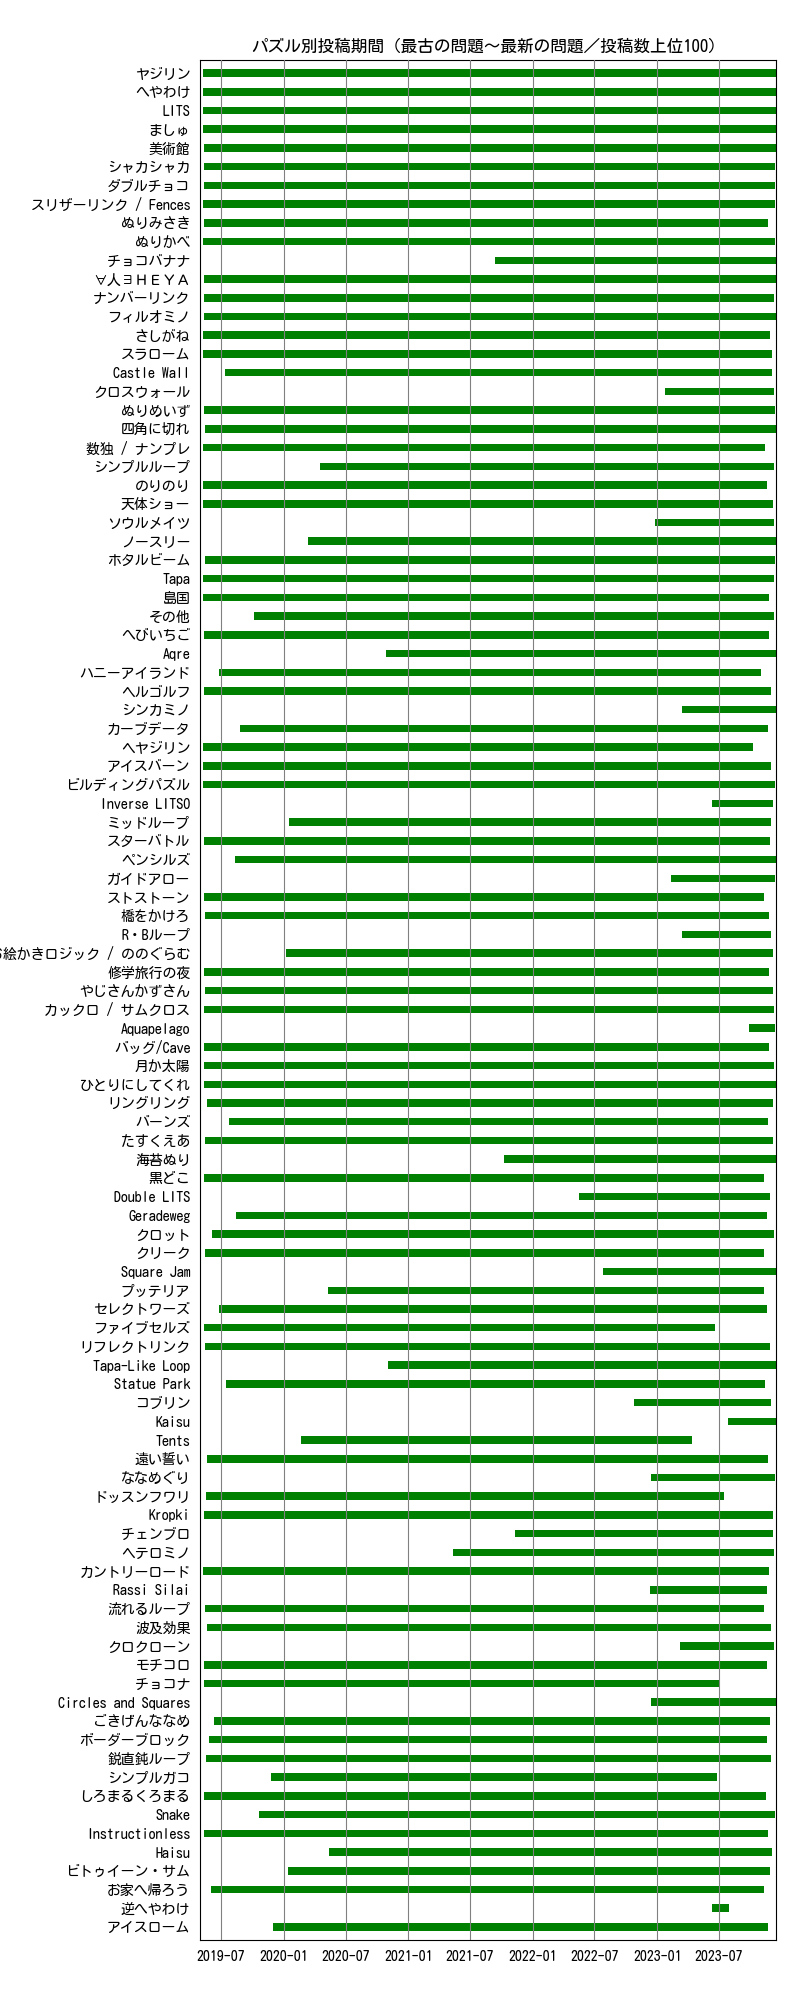 パズル別投稿期間（最古の問題～最新の問題／投稿数上位100）
ヤジリン
へやわけ
LITS
ましゅ
美術館
シャカシャカ
ダブルチョコ
スリザーリンク / Fences
ぬりみさき
ぬりかべ
チョコバナナ
∀人∃ＨＥＹＡ
ナンバーリンク
フィルオミノ
さしがね
スラローム
Castle Wall
クロスウォール
ぬりめいず
四角に切れ
数独 / ナンプレ
シンプルループ
のりのり
天体ショー
ソウルメイツ
ノースリー
ホタルビーム
Tapa
島国
その他
へびいちご
Aqre
ハニーアイランド
ヘルゴルフ
シンカミノ
カーブデータ
ヘヤジリン
アイスバーン
ビルディングパズル
Inverse LITSO
ミッドループ
スターバトル
ペンシルズ
ガイドアロー
ストストーン
橋をかけろ
R・Bループ
絵かきロジック / ののぐらむ
修学旅行の夜
やじさんかずさん
カックロ / サムクロス
Aquapelago
バッグ/Cave
月か太陽
ひとりにしてくれ
リングリング
バーンズ
たすくえあ
海苔ぬり
黒どこ
Double LITS
Geradeweg
クロット
クリーク
Square Jam
プッテリア
セレクトワーズ
ファイブセルズ
リフレクトリンク
Tapa-Like Loop
Statue Park
コブリン
Kaisu
Tents
遠い誓い
ななめぐり
ドッスンフワリ
Kropki
チェンブロ
ヘテロミノ
カントリーロード
Rassi Silai
流れるループ
波及効果
クロクローン
モチコロ
チョコナ
Circles and Squares
ごきげんななめ
ボーダーブロック
鋭直鈍ループ
シンプルガコ
しろまるくろまる
Snake
Instructionless
Haisu
ビトゥイーン・サム
お家へ帰ろう
逆へやわけ
アイスローム
2019-07 2020-01 2020-07 2021-01 2021-07 2022-01 2022-07 2023-01 2023-07